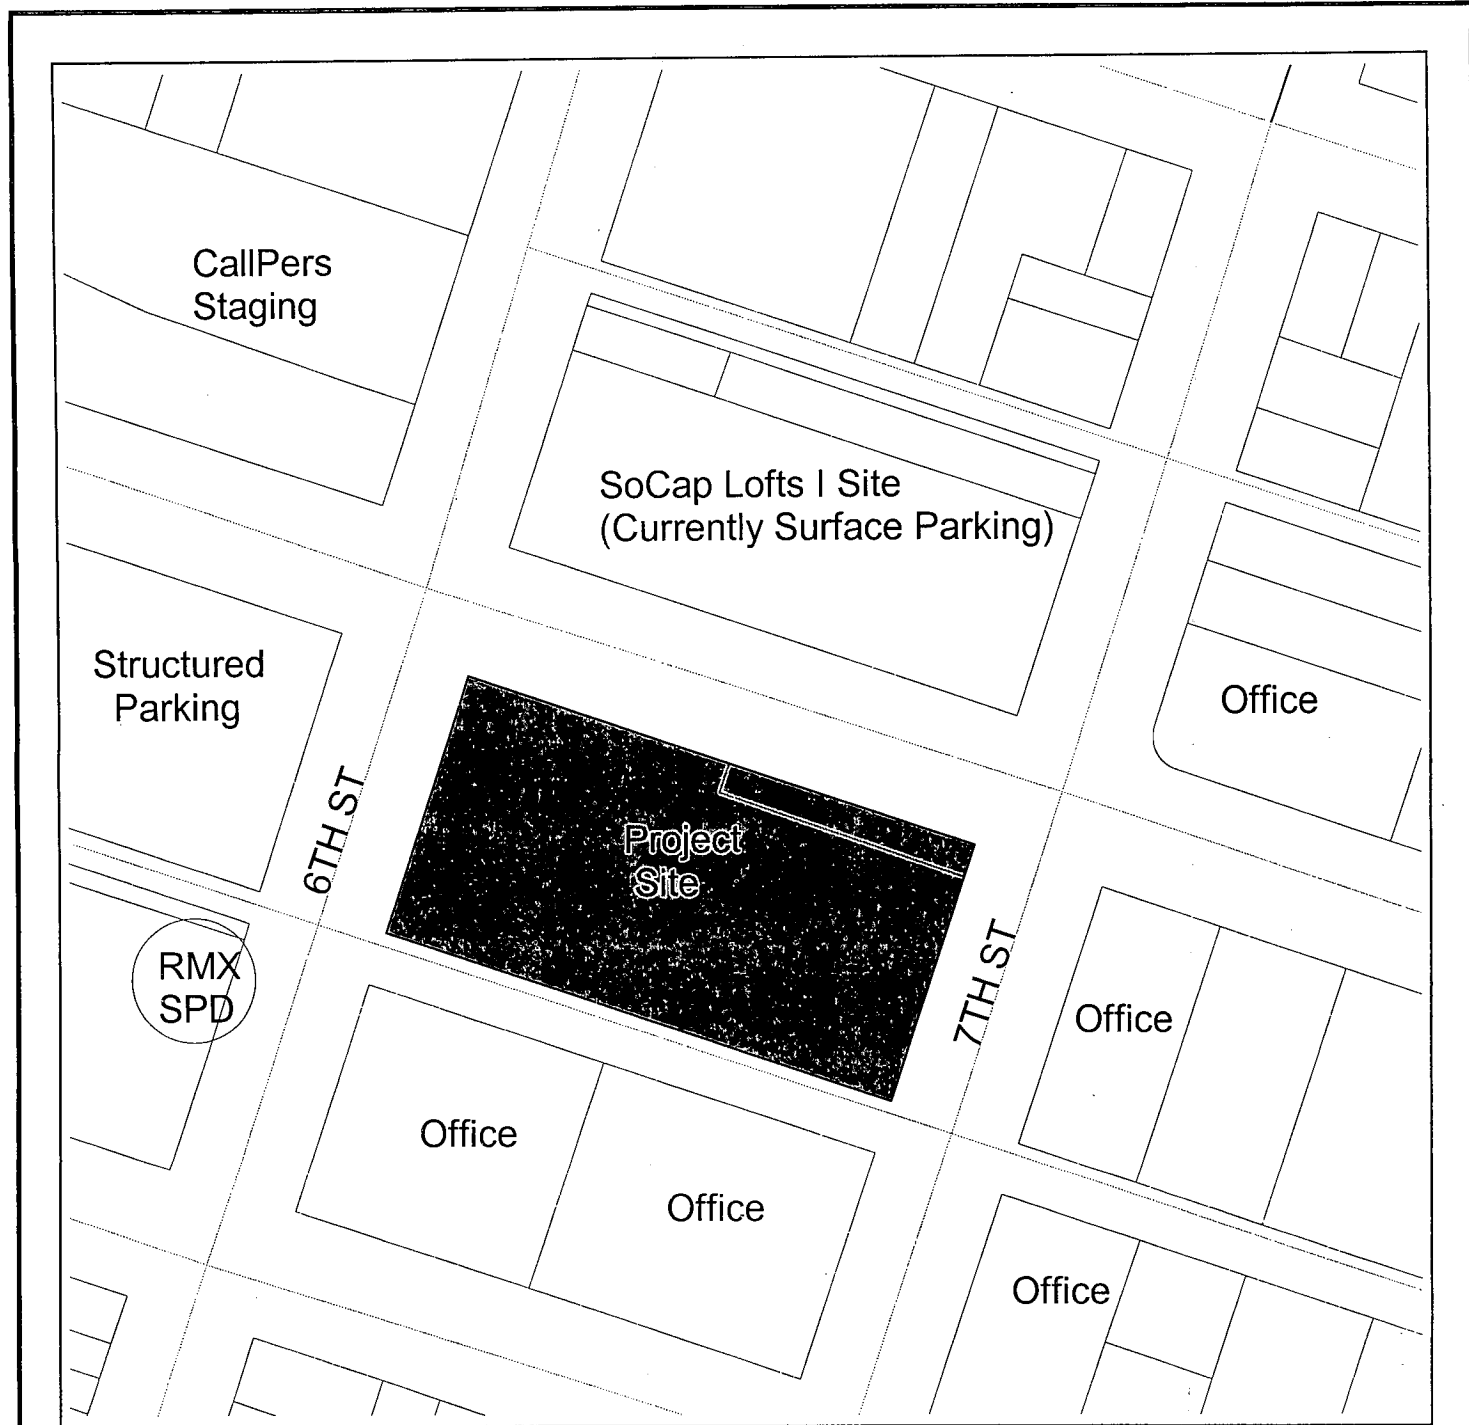 CallPers
Staging
SoCap Lofts I Site
(Currently Surface Parking)
Structured
Parking
Office
6TH ST
Project
Site
7TH ST
RMX
SPD
Office
Office
Office
Office